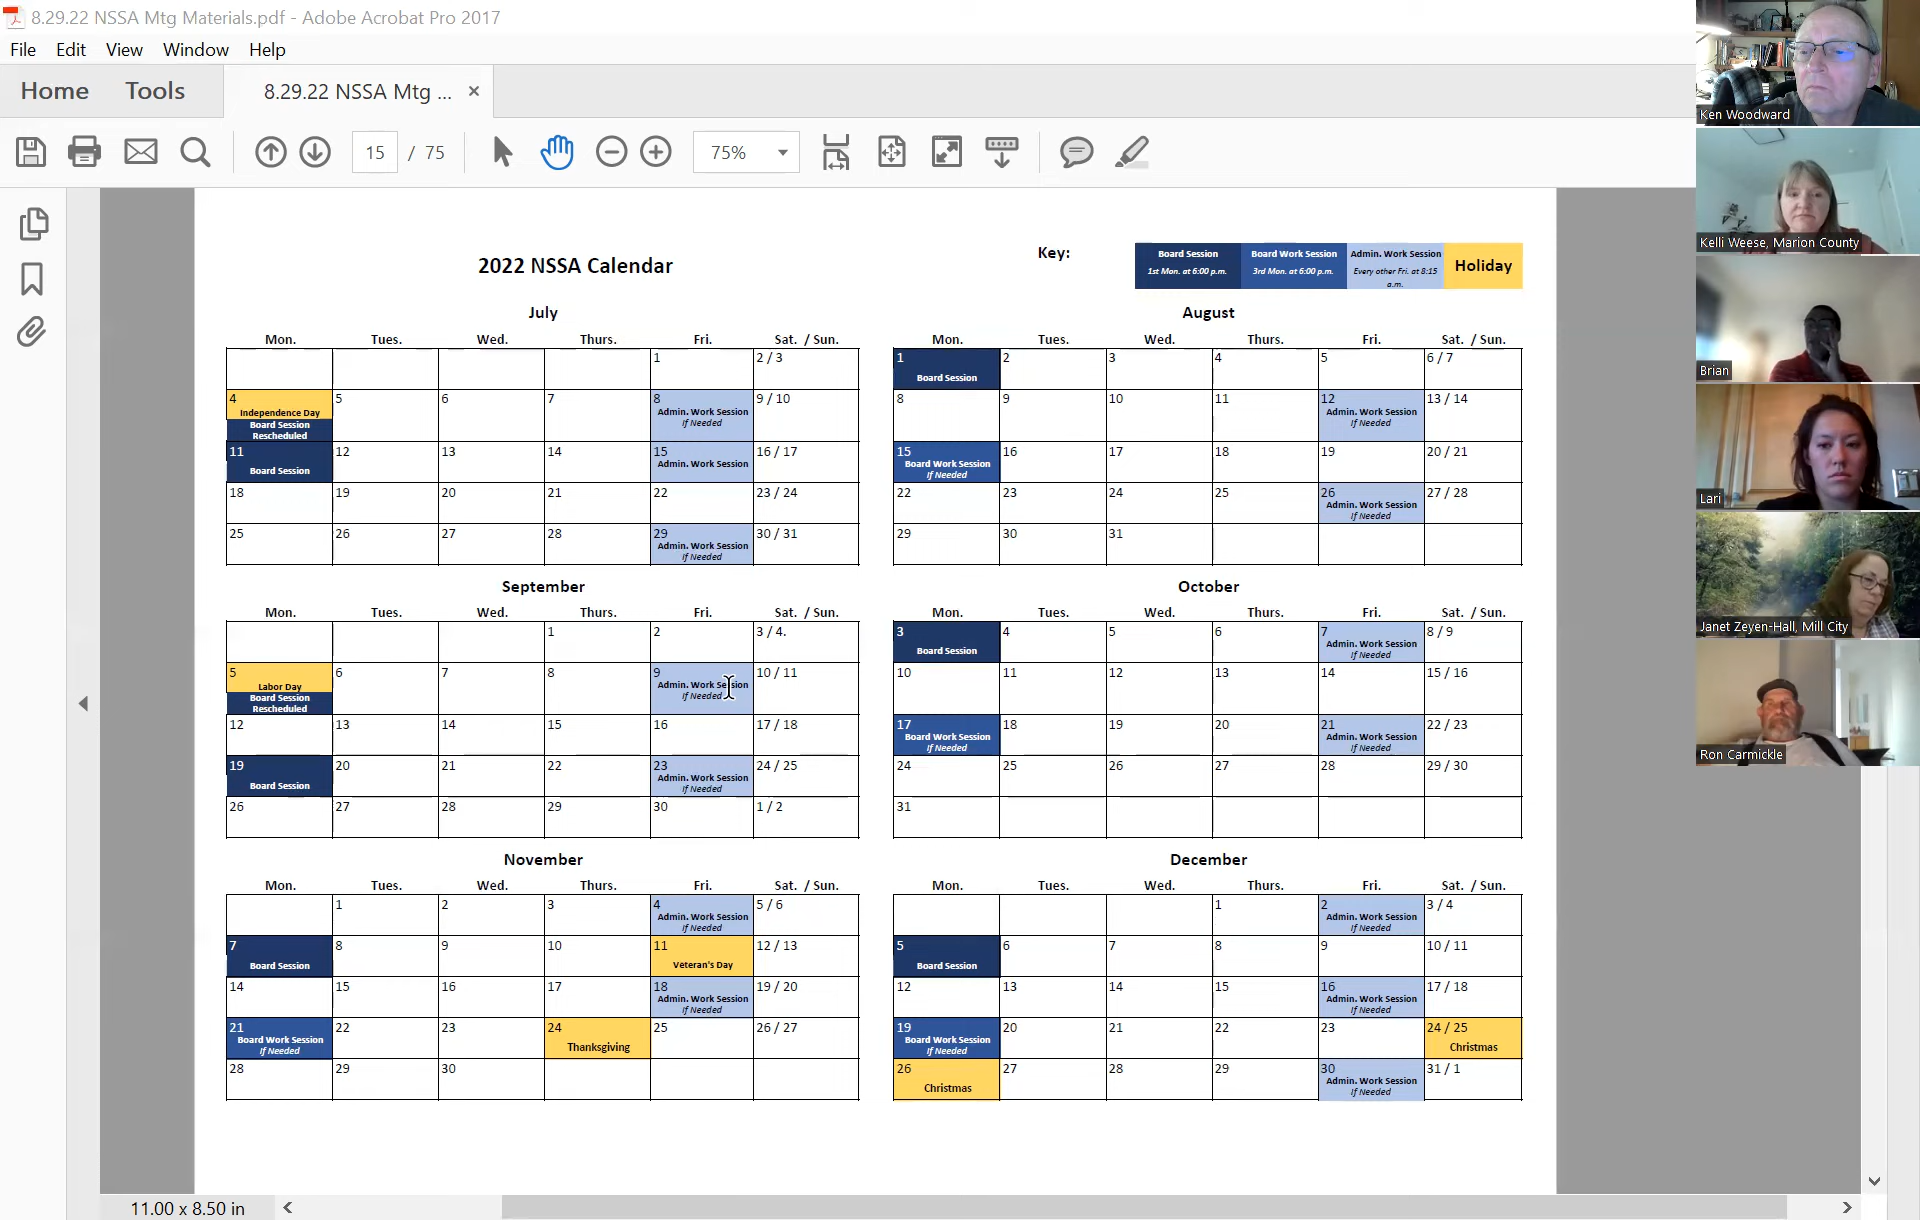 8.29.22 NSSA Mtg Materials.pdf - Adobe Acrobat Pro 2017
File Edit View Window Help
Home Tools 8.29.22 NSSA Mtg ... ×
15 / 75 75%
2022 NSSA Calendar
Key:
Board Session
1st Mon. at 6:00 p.m.
Board Work Session
3rd Mon. at 6:00 p.m.
Admin. Work Session
Every other Fri. at 8:15
a.m.
Holiday
July
Mon. Tues. Wed. Thurs. Fri. Sat. / Sun.
1 2 / 3
4 5 6 7 8 9 / 10
Independence Day
Board Session
Rescheduled
Admin. Work Session
If Needed
11 12 13 14 15 16 / 17
Board Session
Admin. Work Session
18 19 20 21 22 23 / 24
25 26 27 28 29 30 / 31
Admin. Work Session
If Needed
August
Mon. Tues. Wed. Thurs. Fri. Sat. / Sun.
1 2 3 4 5 6 / 7
Board Session
8 9 10 11 12 13 / 14
Admin. Work Session
If Needed
15 16 17 18 19 20 / 21
Board Work Session
If Needed
22 23 24 25 26 27 / 28
Admin. Work Session
If Needed
29 30 31
September
Mon. Tues. Wed. Thurs. Fri. Sat. / Sun.
1 2 3 / 4.
5 6 7 8 9 10 / 11
Labor Day
Board Session
Rescheduled
Admin. Work Session
If Needed
12 13 14 15 16 17 / 18
19 20 21 22 23 24 / 25
Board Session
Admin. Work Session
If Needed
26 27 28 29 30 1 / 2
October
Mon. Tues. Wed. Thurs. Fri. Sat. / Sun.
3 4 5 6 7 8 / 9
Board Session
Admin. Work Session
If Needed
10 11 12 13 14 15 / 16
17 18 19 20 21 22 / 23
Board Work Session
If Needed
Admin. Work Session
If Needed
24 25 26 27 28 29 / 30
31
November
Mon. Tues. Wed. Thurs. Fri. Sat. / Sun.
1 2 3 4 5 / 6
Admin. Work Session
If Needed
7 8 9 10 11 12 / 13
Board Session
Veteran's Day
14 15 16 17 18 19 / 20
Admin. Work Session
If Needed
21 22 23 24 25 26 / 27
Board Work Session
If Needed
Thanksgiving
28 29 30
December
Mon. Tues. Wed. Thurs. Fri. Sat. / Sun.
1 2 3 / 4
Admin. Work Session
If Needed
5 6 7 8 9 10 / 11
Board Session
12 13 14 15 16 17 / 18
Admin. Work Session
If Needed
19 20 21 22 23 24 / 25
Board Work Session
If Needed
Christmas
26 27 28 29 30 31 / 1
Christmas
Admin. Work Session
If Needed
11.00 x 8.50 in
Ken Woodward
Kelli Weese, Marion County
Brian
Lari
Janet Zeyen-Hall, Mill City
Ron Carmickle